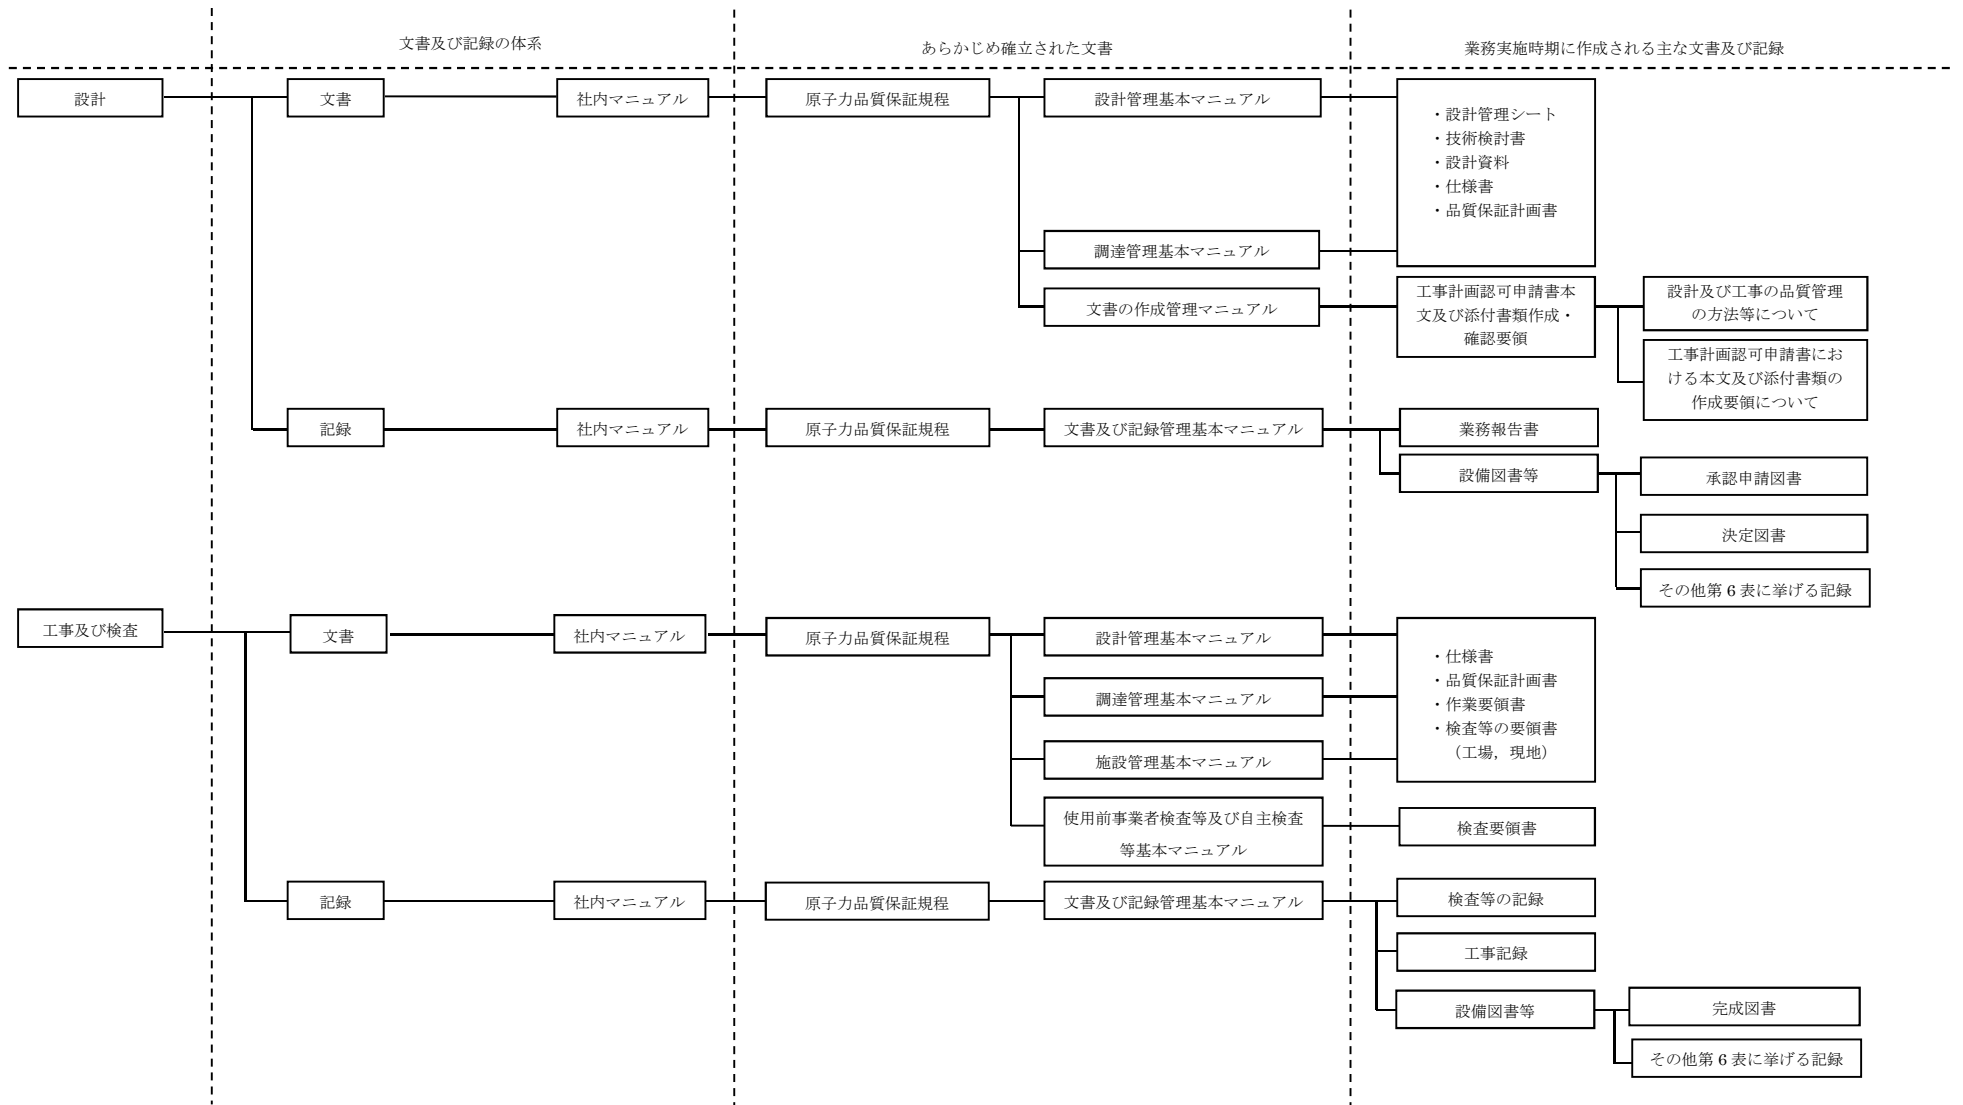 文書及び記録の体系
あらかじめ確立された文書
業務実施時期に作成される主な文書及び記録
設計
文書
社内マニュアル
原子力品質保証規程
設計管理基本マニュアル
・設計管理シート
・技術検討書
・設計資料
・仕様書
・品質保証計画書
調達管理基本マニュアル
文書の作成管理マニュアル
工事計画認可申請書本
文及び添付書類作成・
確認要領
設計及び工事の品質管理
の方法等について
工事計画認可申請書にお
ける本文及び添付書類の
作成要領について
記録
社内マニュアル
原子力品質保証規程
文書及び記録管理基本マニュアル
業務報告書
設備図書等
承認申請図書
決定図書
その他第 6 表に挙げる記録
工事及び検査
文書
社内マニュアル
原子力品質保証規程
設計管理基本マニュアル
・仕様書
・品質保証計画書
・作業要領書
・検査等の要領書
（工場，現地）
調達管理基本マニュアル
施設管理基本マニュアル
使用前事業者検査等及び自主検査
等基本マニュアル
検査要領書
記録
社内マニュアル
原子力品質保証規程
文書及び記録管理基本マニュアル
検査等の記録
工事記録
設備図書等
完成図書
その他第 6 表に挙げる記録